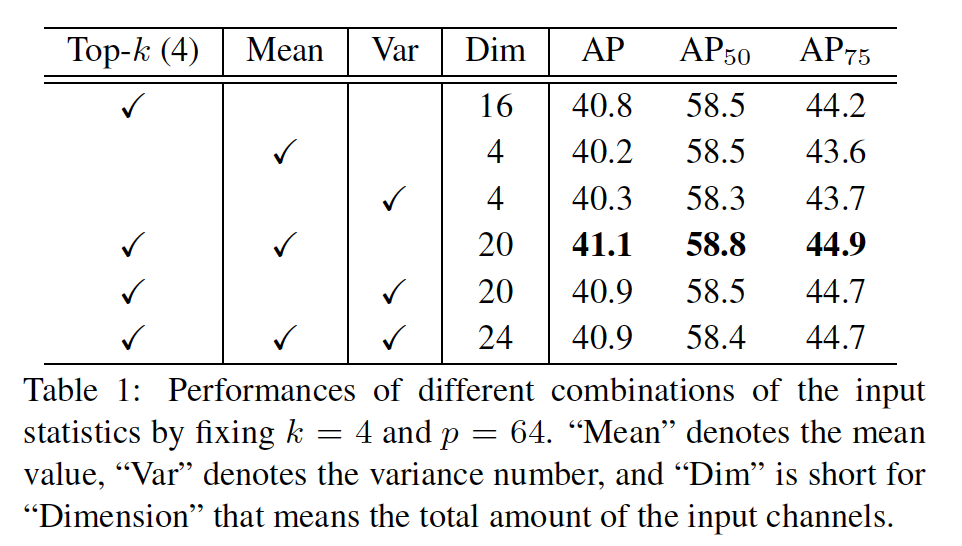 Top-k (4) Mean Var Dim AP AP50 AP75
✓ 16 40.8 58.5 44.2
✓ 4 40.2 58.5 43.6
✓ 4 40.3 58.3 43.7
✓ ✓ 20 41.1 58.8 44.9
✓ ✓ 20 40.9 58.5 44.7
✓ ✓ ✓ 24 40.9 58.4 44.7
Table 1: Performances of different combinations of the input
statistics by fixing k = 4 and p = 64. “Mean” denotes the mean
value, “Var” denotes the variance number, and “Dim” is short for
“Dimension” that means the total amount of the input channels.